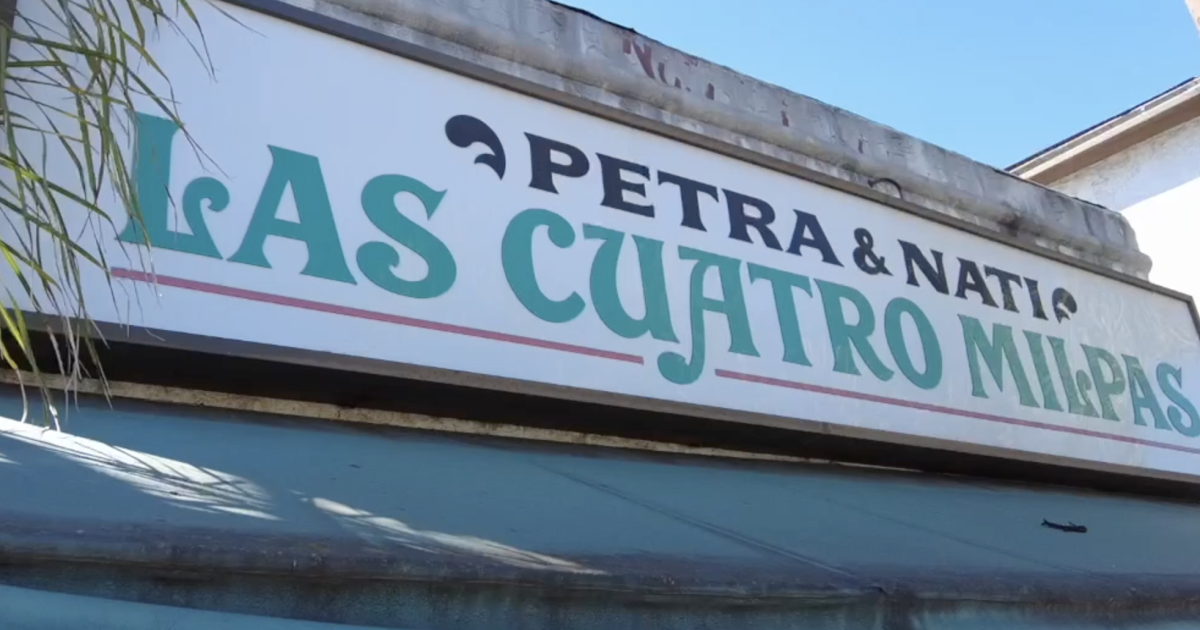 PETRA & NATI
LAS CUATRO MILPAS